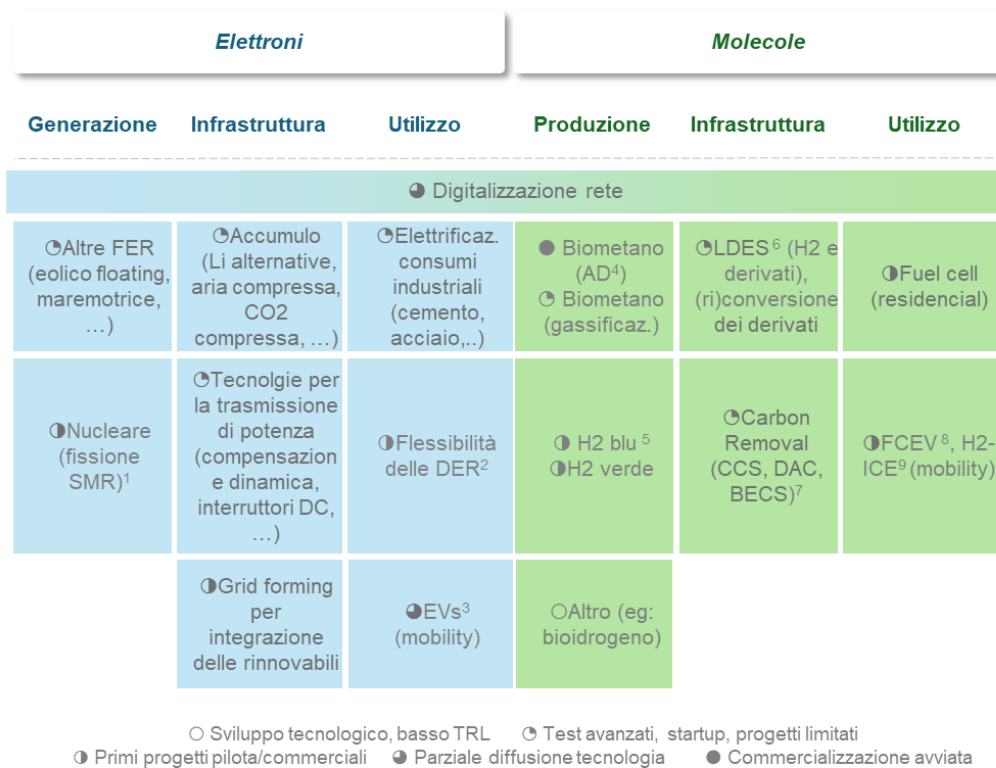 Elettroni
Molecole
Generazione
Infrastruttura
Utilizzo
Produzione
Infrastruttura
Utilizzo
◕ Digitalizzazione rete
◔Altre FER
(eolico floating,
maremotrice,
…)
◔Accumulo
(Li alternative,
aria compressa,
CO2
compressa, …)
◔Elettrificaz.
consumi
industriali
(cemento,
acciaio,..)
● Biometano
(AD⁴)
◔ Biometano
(gassificaz.)
◔LDES ⁶ (H2 e
derivati),
(ri)conversione
dei derivati
◑Fuel cell
(residencial)
◑Nucleare
(fissione
SMR)¹
◔Tecnolgie per
la trasmissione
di potenza
(compensazion
e dinamica,
interruttori DC,
…)
◑Flessibilità
delle DER²
◑ H2 blu ⁵
◑H2 verde
◔Carbon
Removal
(CCS, DAC,
BECS)⁷
◑FCEV ⁸, H2-
ICE⁹ (mobility)
◑Grid forming
per
integrazione
delle rinnovabili
◕EVs³
(mobility)
○Altro (eg:
bioidrogeno)
○ Sviluppo tecnologico, basso TRL ◔ Test avanzati, startup, progetti limitati
◑ Primi progetti pilota/commerciali ◕ Parziale diffusione tecnologia ● Commercializzazione avviata